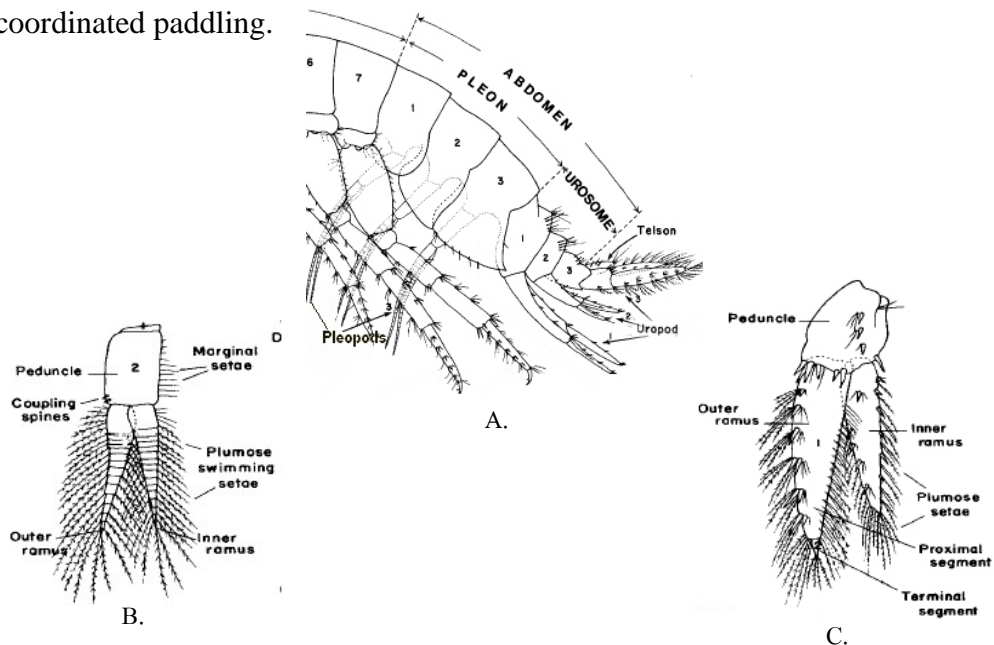 coordinated paddling.
6
7
1
2
3
ABDOMEN
PLEON
UROSOME
1
2
3
Telson
3
2
Uropod
1
3
Pleopods
A.
D
2
Peduncle
Marginal
setae
Coupling
spines
Plumose
swimming
setae
Outer
ramus
Inner
ramus
B.
Peduncle
Outer
ramus
1
Inner
ramus
Plumose
setae
2
Proximal
segment
Terminal
segment
C.